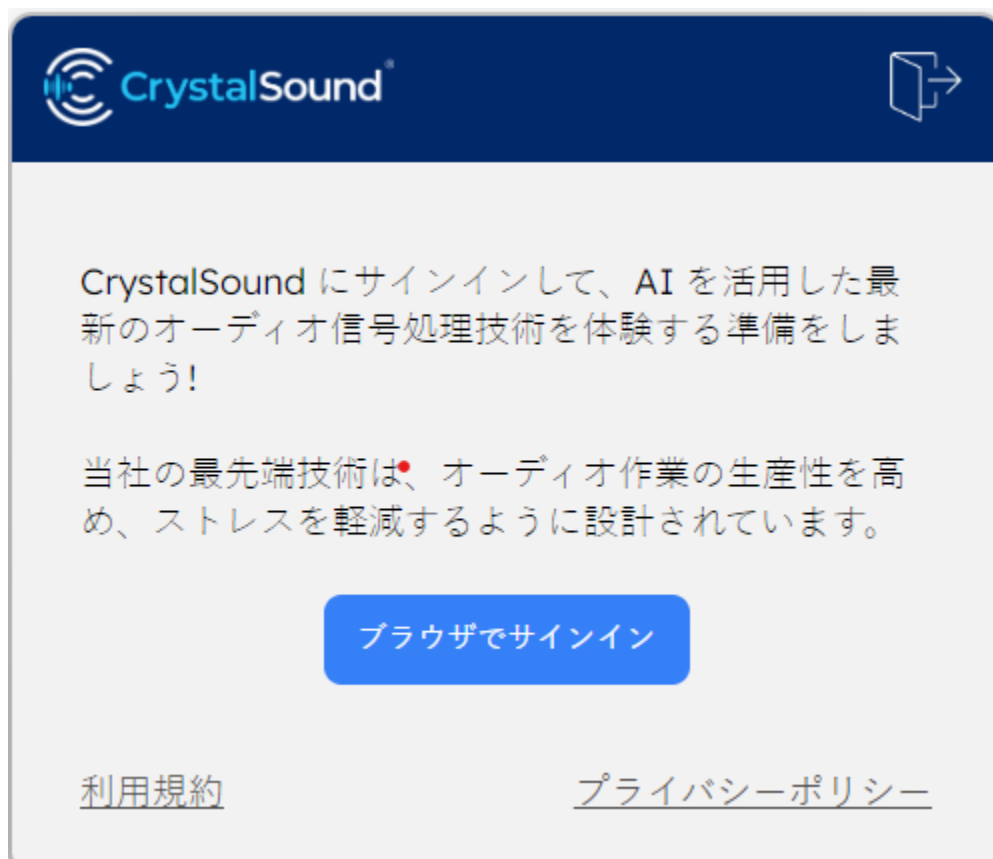 CrystalSound®
CrystalSound にサインインして、AI を活用した最
新のオーディオ信号処理技術を体験する準備をしま
しょう!
当社の最先端技術は、オーディオ作業の生産性を高
め、ストレスを軽減するように設計されています。
ブラウザでサインイン
利用規約
プライバシーポリシー